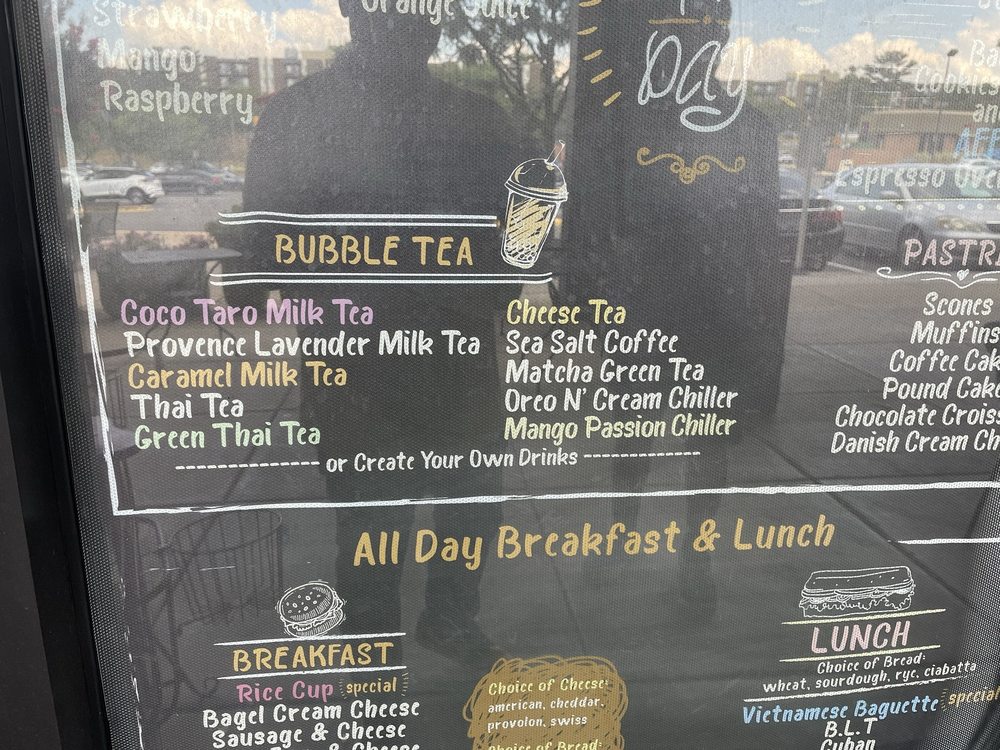 Strawberry
Mango
Raspberry
Orange Juice
Day
Cookies
Espresso
BUBBLE TEA
Coco Taro Milk Tea
Provence Lavender Milk Tea
Caramel Milk Tea
Thai Tea
Green Thai Tea
Cheese Tea
Sea Salt Coffee
Matcha Green Tea
Oreo N' Cream Chiller
Mango Passion Chiller
or Create Your Own Drinks
Scones
Muffins
Coffee Cak
Pound Cake
Chocolate Croiss
Danish Cream Ch
All Day Breakfast & Lunch
BREAKFAST
Rice Cup special
Bagel Cream Cheese
Sausage & Cheese
& Cheese
Choice of Cheese:
american, cheddar,
provolon, swiss
Choice of Bread:
LUNCH
Choice of Bread:
wheat, sourdough, rye, ciabatta
Vietnamese Baguette special
B.L.T
Cuban